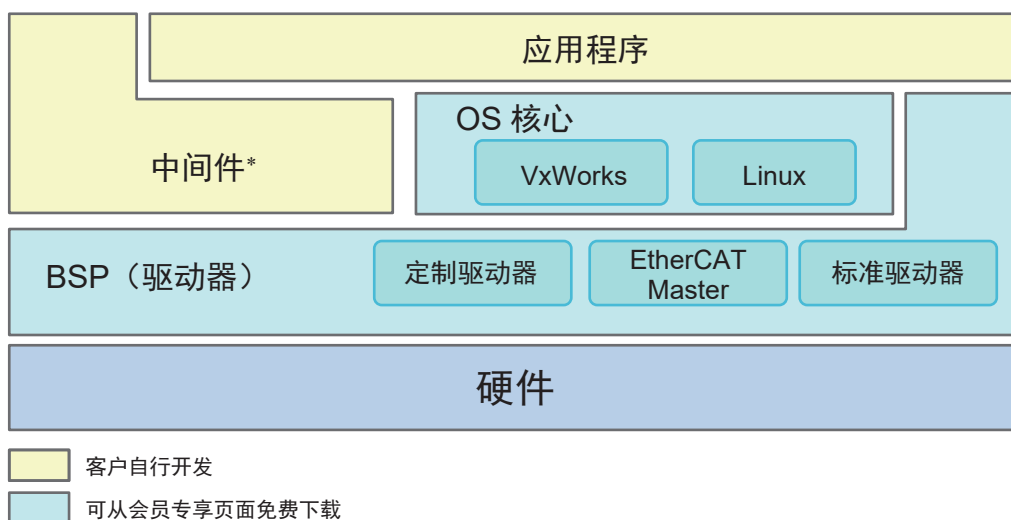 应用程序
OS 核心
中间件*
VxWorks
Linux
BSP（驱动器）
定制驱动器
EtherCAT
Master
标准驱动器
硬件
客户自行开发
可从会员专享页面免费下载